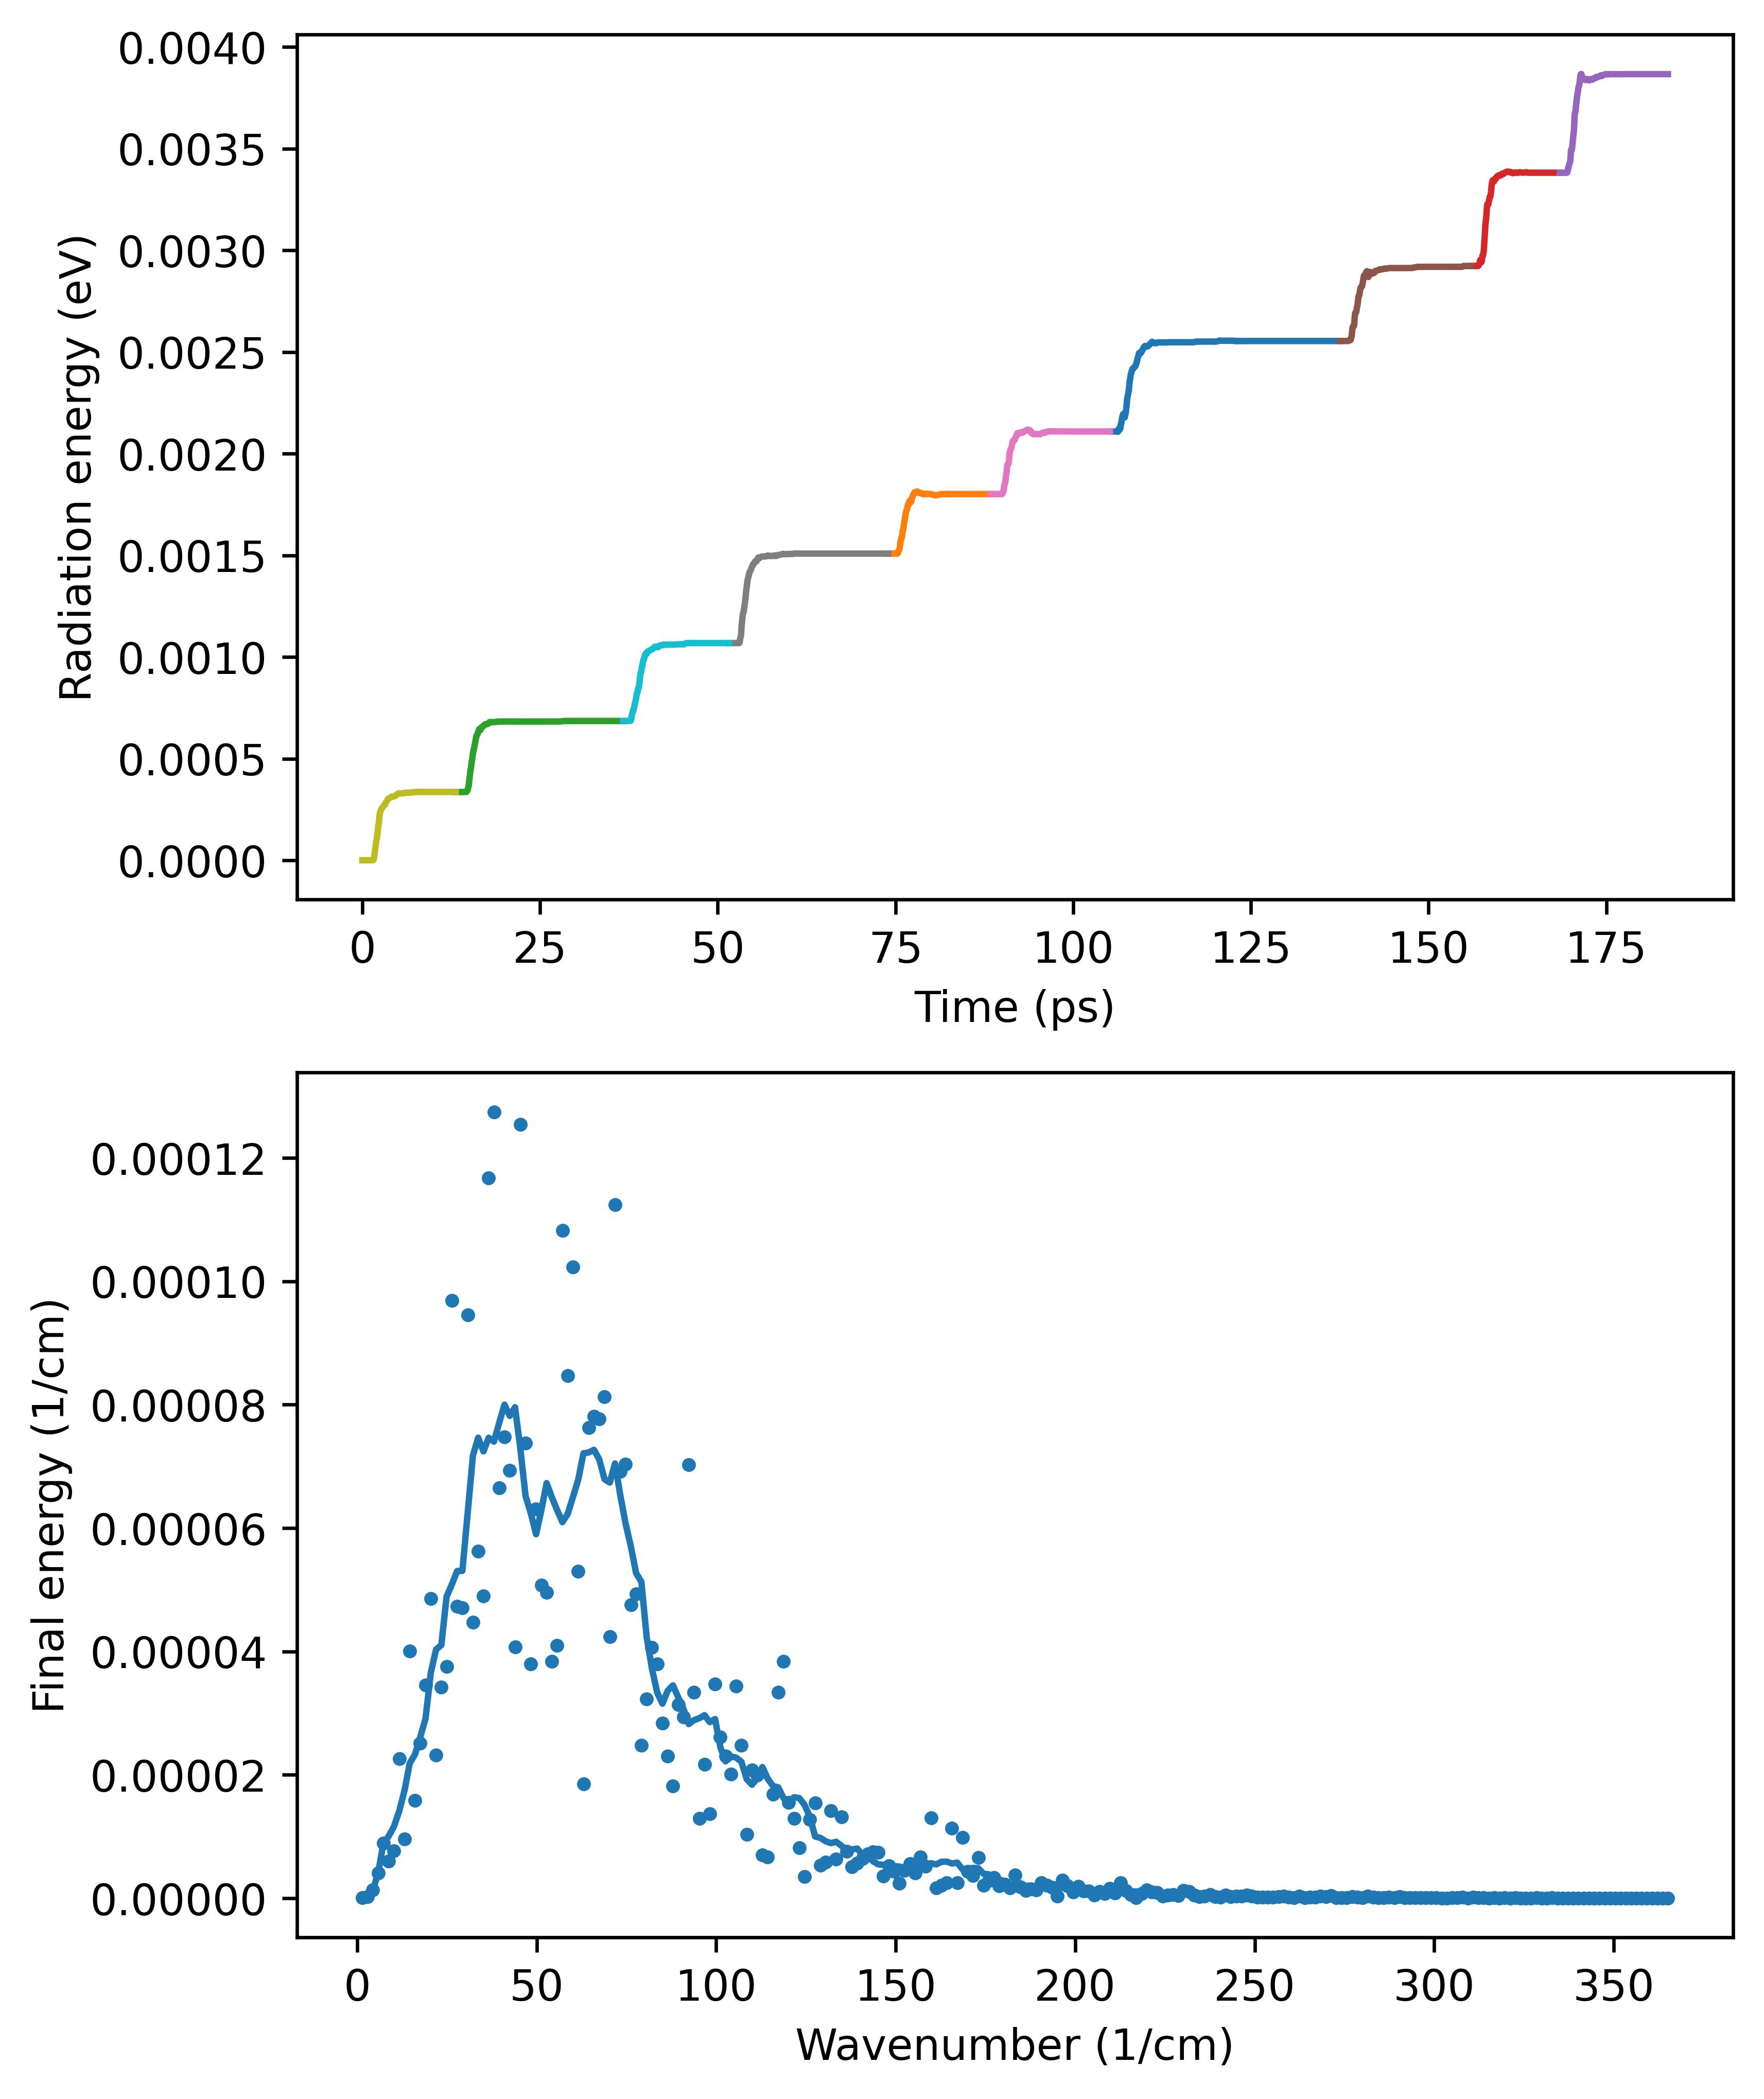 0.0040
0.0035
0.0030
0.0025
0.0020
0.0015
0.0010
0.0005
0.0000
Radiation energy (eV)
0 25 50 75 100 125 150 175
Time (ps)
0.00012
0.00010
0.00008
0.00006
0.00004
0.00002
0.00000
Final energy (1/cm)
0 50 100 150 200 250 300 350
Wavenumber (1/cm)